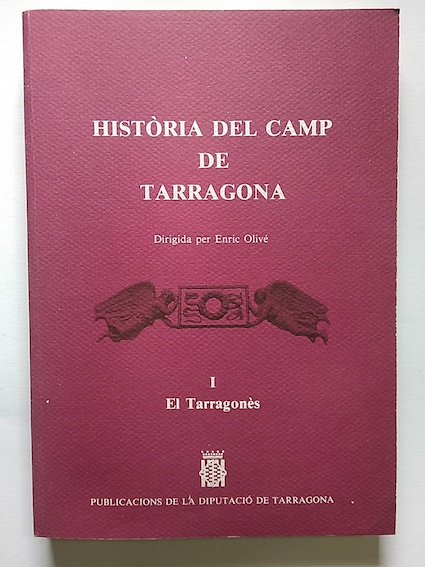 HISTÒRIA DEL CAMP
DE
TARRAGONA
Dirigida per Enric Olivé
I
El Tarragonès
PUBLICACIONS DE LA DIPUTACIÓ DE TARRAGONA